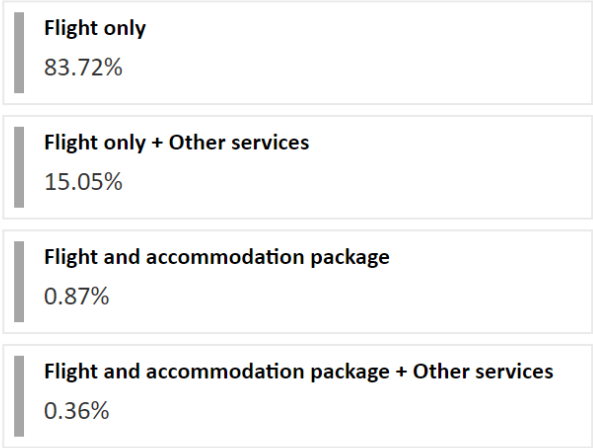 Flight only
83.72%
Flight only + Other services
15.05%
Flight and accommodation package
0.87%
Flight and accommodation package + Other services
0.36%